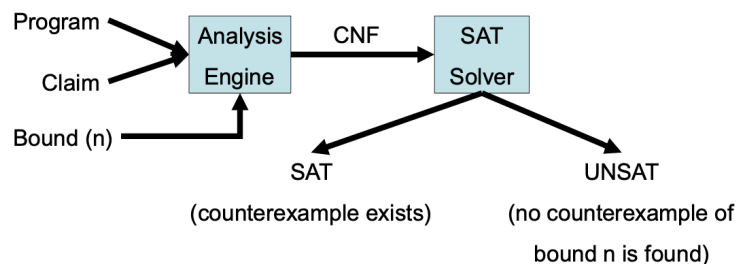 Program
Claim
Bound (n)
Analysis
Engine
CNF
SAT
Solver
SAT
(counterexample exists)
UNSAT
(no counterexample of
bound n is found)